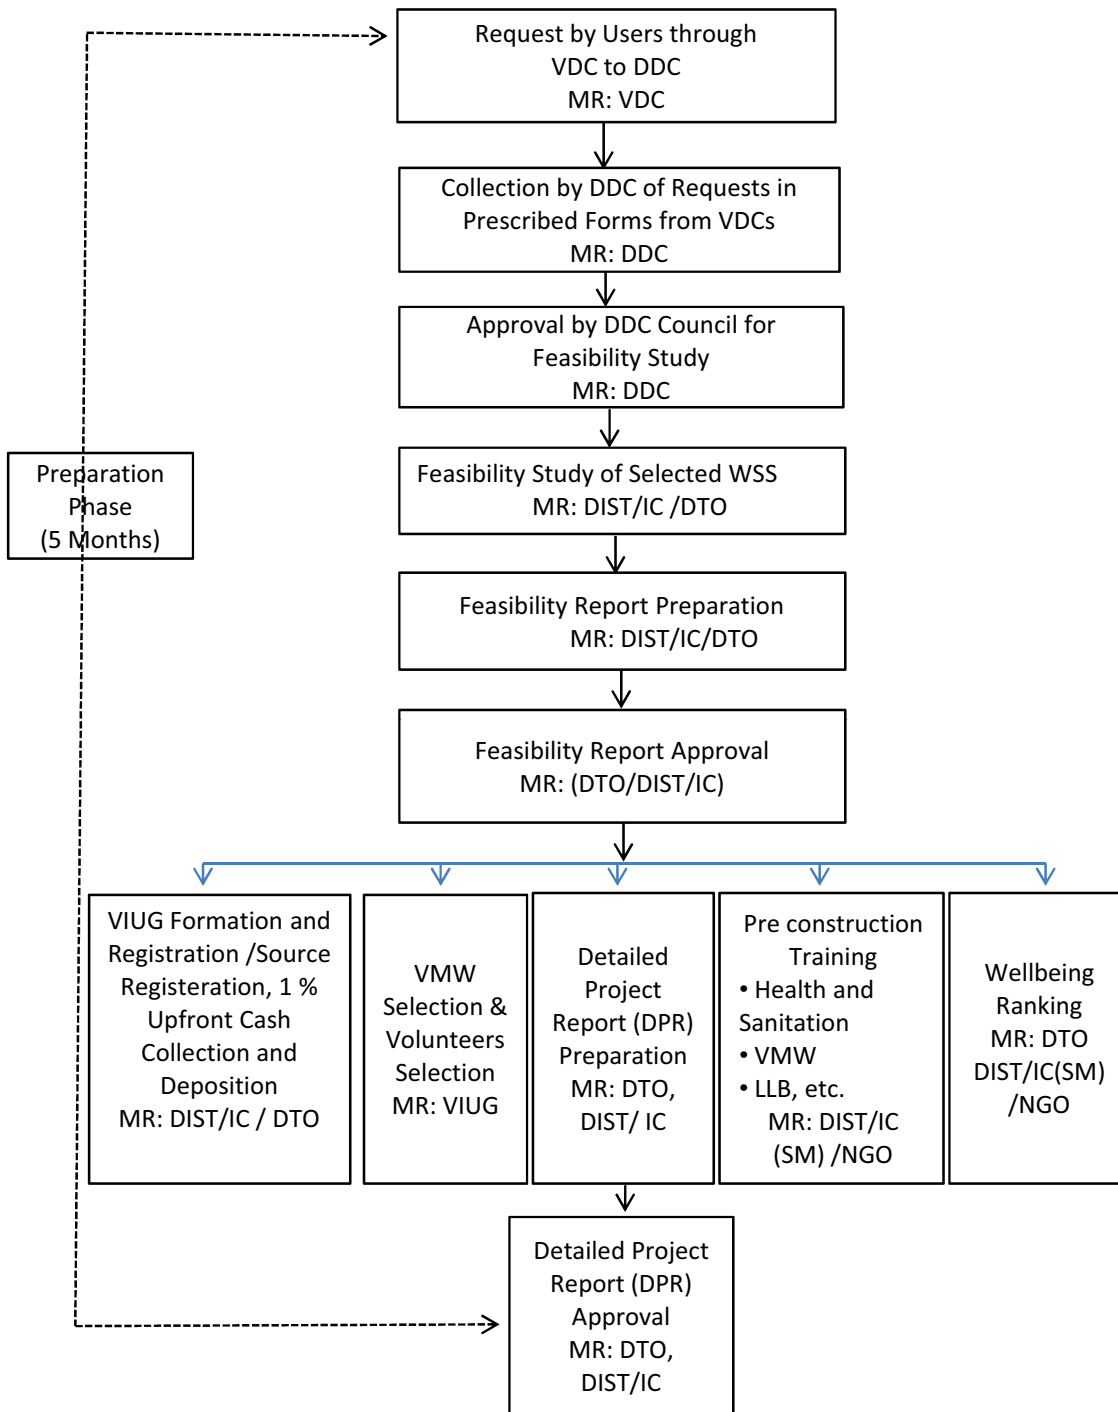 Request by Users through
VDC to DDC
MR: VDC
Collection by DDC of Requests in
Prescribed Forms from VDCs
MR: DDC
Approval by DDC Council for
Feasibility Study
MR: DDC
Preparation
Phase
(5 Months)
Feasibility Study of Selected WSS
MR: DIST/IC /DTO
Feasibility Report Preparation
MR: DIST/IC/DTO
Feasibility Report Approval
MR: (DTO/DIST/IC)
VIUG Formation and
Registration /Source
Registeration, 1 %
Upfront Cash
Collection and
Deposition
MR: DIST/IC / DTO
VMW
Selection &
Volunteers
Selection
MR: VIUG
Detailed
Project
Report (DPR)
Preparation
MR: DTO,
DIST/ IC
Pre construction
Training
• Health and
Sanitation
• VMW
• LLB, etc.
MR: DIST/IC
(SM) /NGO
Wellbeing
Ranking
MR: DTO
DIST/IC(SM)
/NGO
Detailed Project
Report (DPR)
Approval
MR: DTO,
DIST/IC